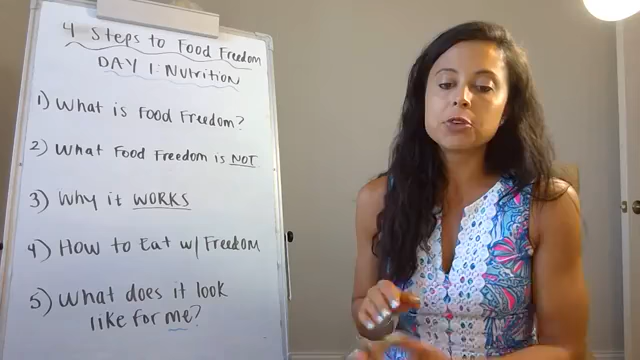 4 Steps to Food Freedom
DAY 1: Nutrition
1) What is Food Freedom?
2) What Food Freedom is NOT
3) Why it WORKS
4) How to Eat w/ Freedom
5) What does it look
like for me?